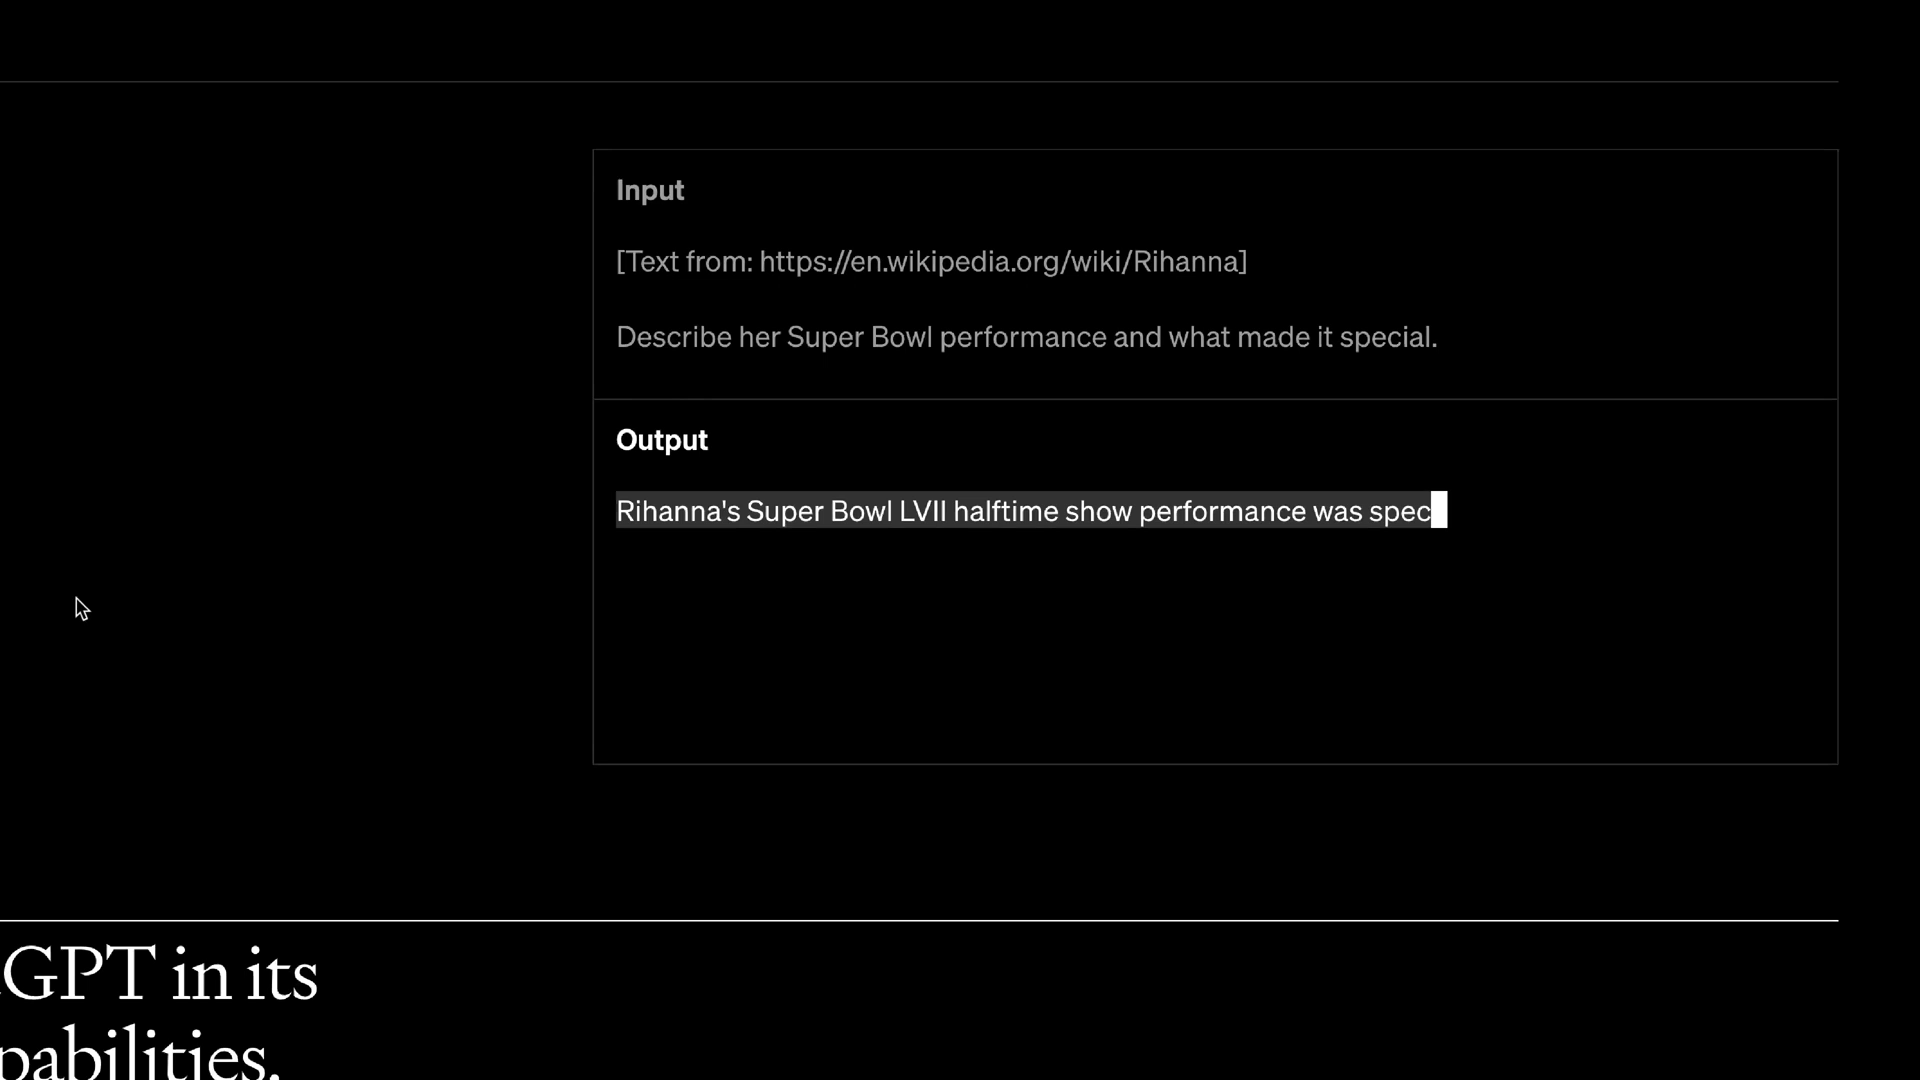 Input
[Text from: https://en.wikipedia.org/wiki/Rihanna]
Describe her Super Bowl performance and what made it special.
Output
Rihanna's Super Bowl LVII halftime show performance was spec
GPT in its
pabilities.